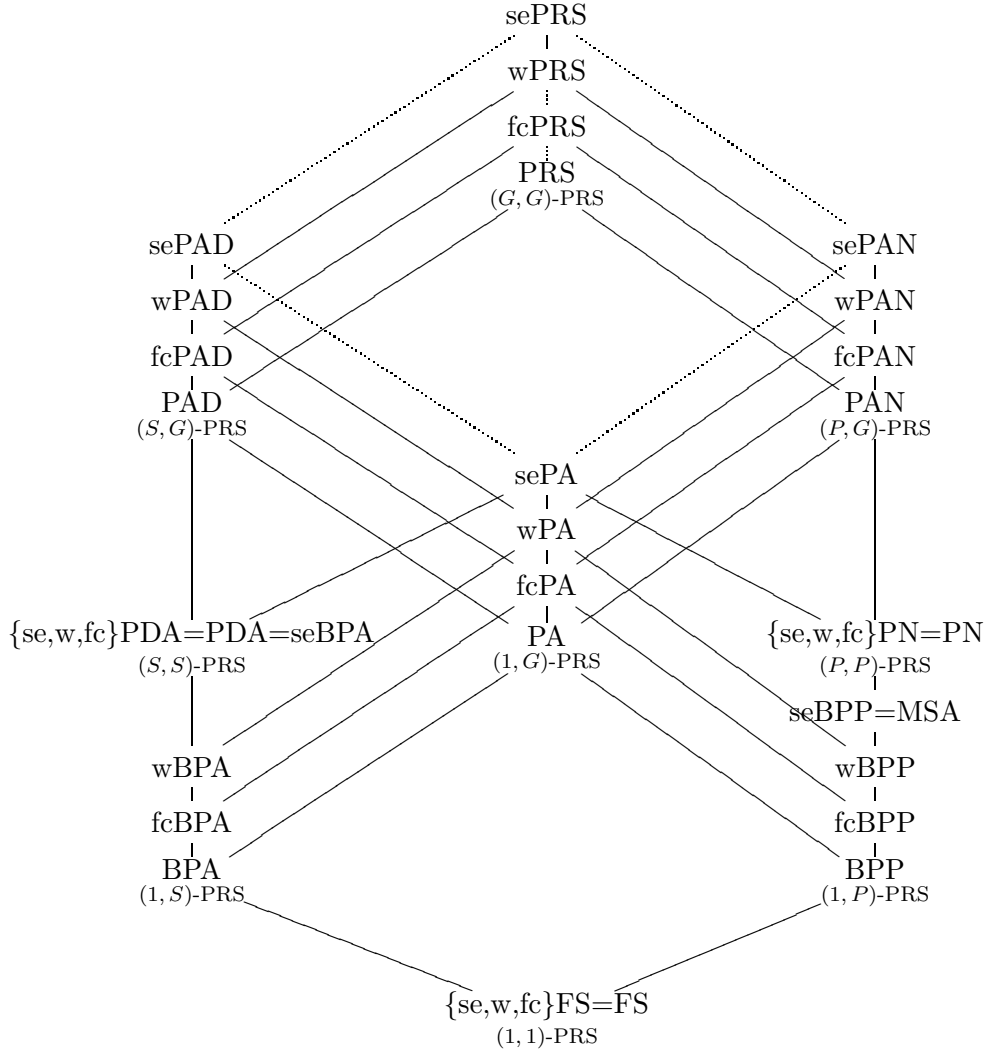 sePRS
wPRS
fcPRS
PRS
(G, G)-PRS
sePAD
sePAN
wPAD
wPAN
fcPAD
fcPAN
PAD
(S, G)-PRS
PAN
(P, G)-PRS
sePA
wPA
fcPA
{se,w,fc}PDA=PDA=seBPA
(S, S)-PRS
PA
(1, G)-PRS
{se,w,fc}PN=PN
(P, P)-PRS
seBPP=MSA
wBPA
wBPP
fcBPA
fcBPP
BPA
(1, S)-PRS
BPP
(1, P)-PRS
{se,w,fc}FS=FS
(1, 1)-PRS